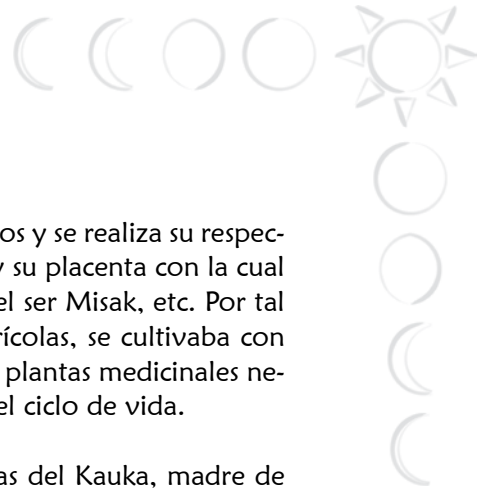 os y se realiza su respec-
y su placenta con la cual
el ser Misak, etc. Por tal
rícolas, se cultivaba con
plantas medicinales ne-
el ciclo de vida.
as del Kauka, madre de